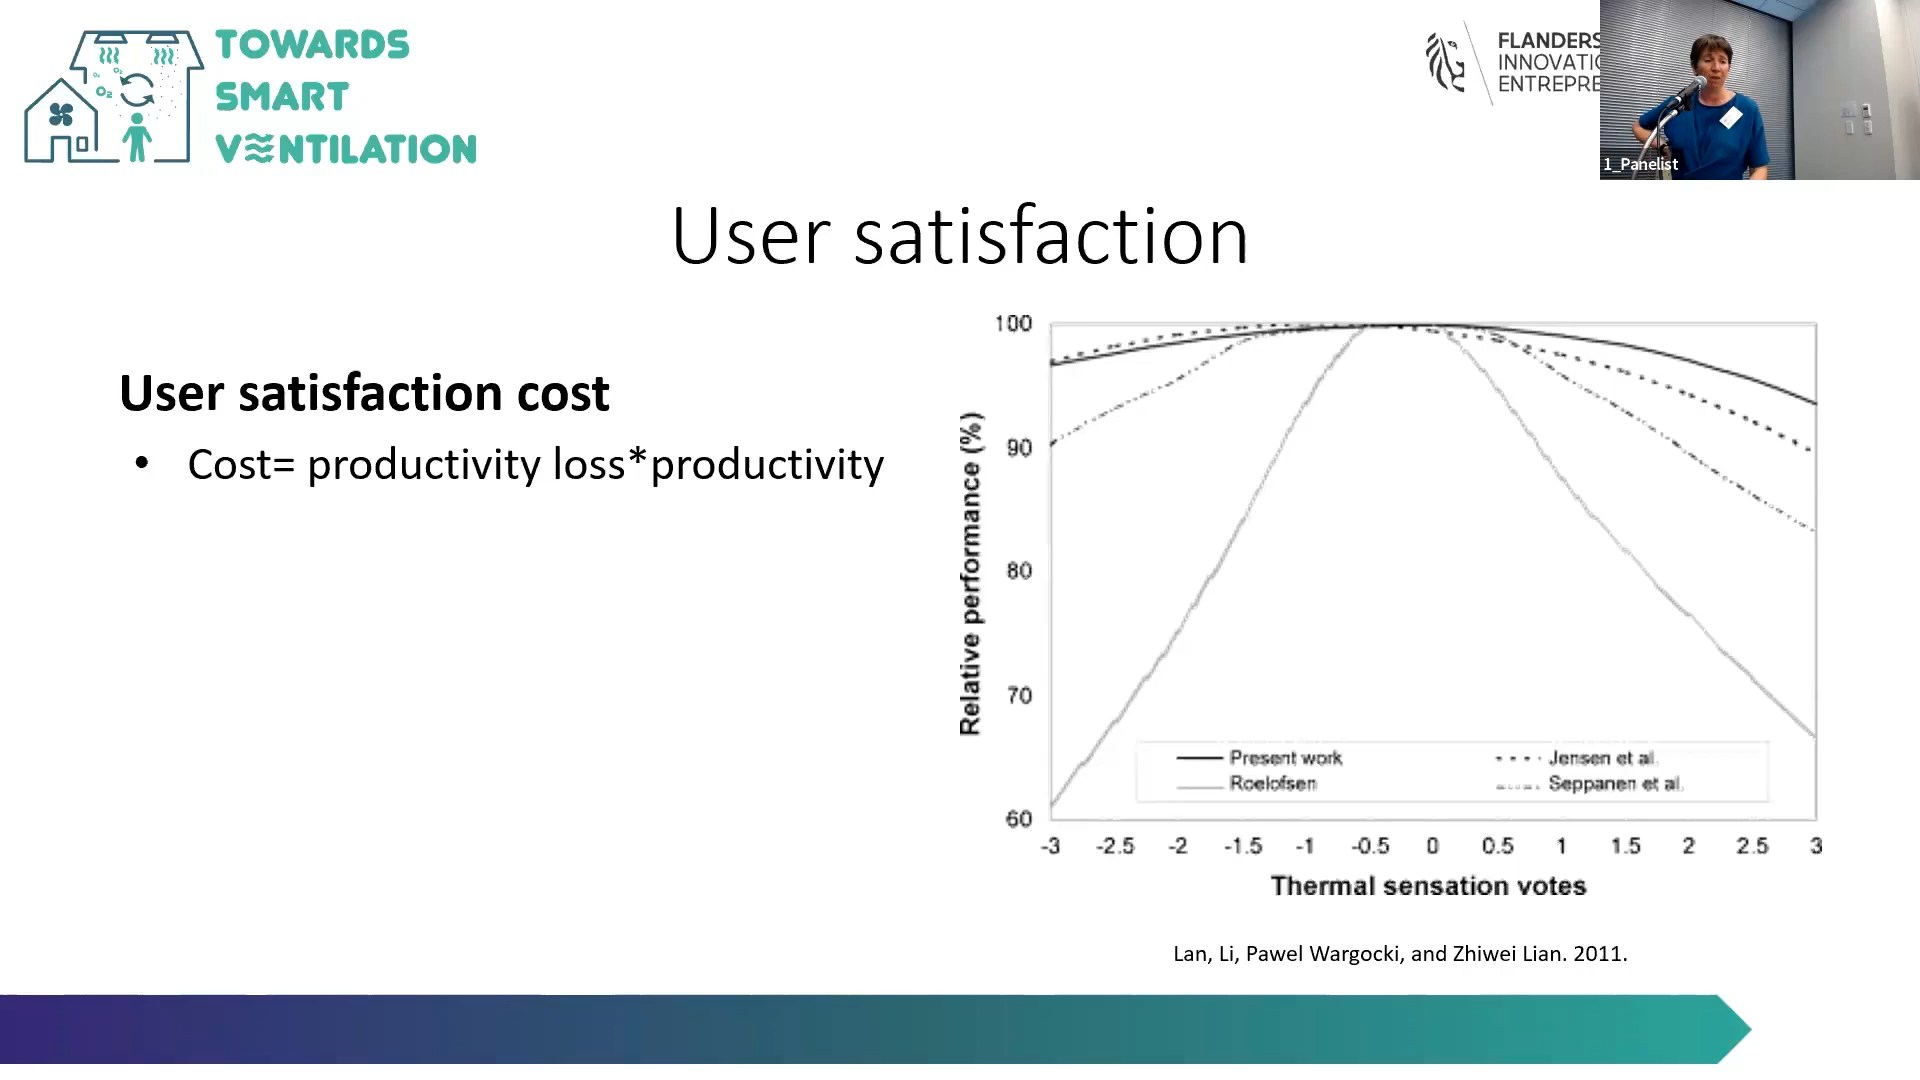 TOWARDS
SMART
VENTILATION
O₂
FLANDERS
INNOVATI
ENTREPRE
1_Panelist
User satisfaction
User satisfaction cost
• Cost= productivity loss*productivity
100
90
80
70
60
Relative performance (%)
Present work
Jensen et al.
Roelofsen
Seppanen et al.
-3 -2.5 -2 -1.5 -1 -0.5 0 0.5 1 1.5 2 2.5 3
Thermal sensation votes
Lan, Li, Pawel Wargocki, and Zhiwei Lian. 2011.